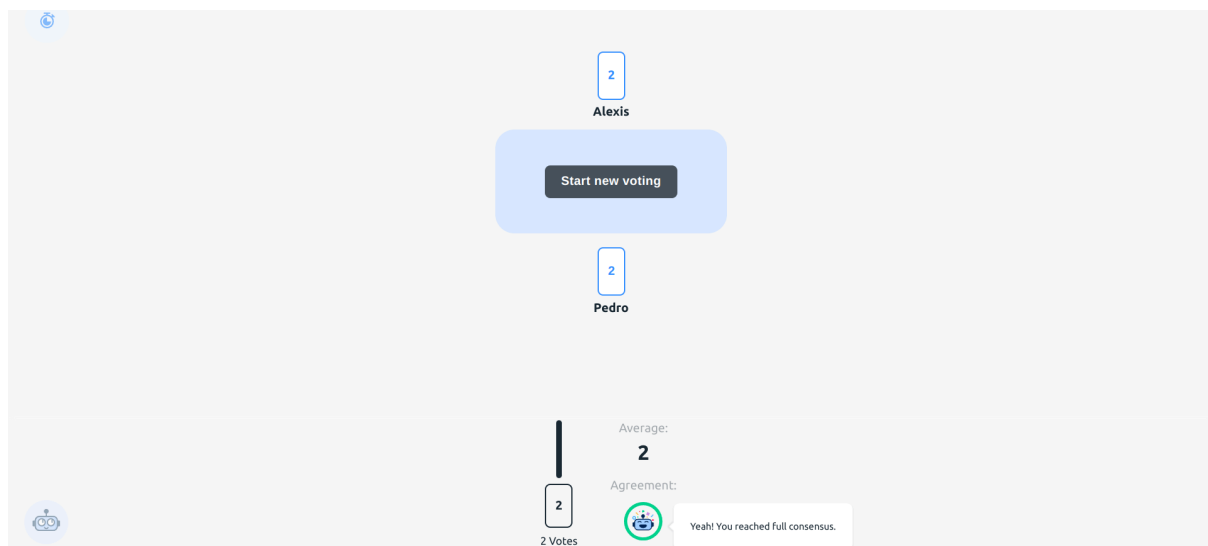 2
Alexis
Start new voting
2
Pedro
Average:
2
Agreement:
2
Yeah! You reached full consensus.
2 Votes